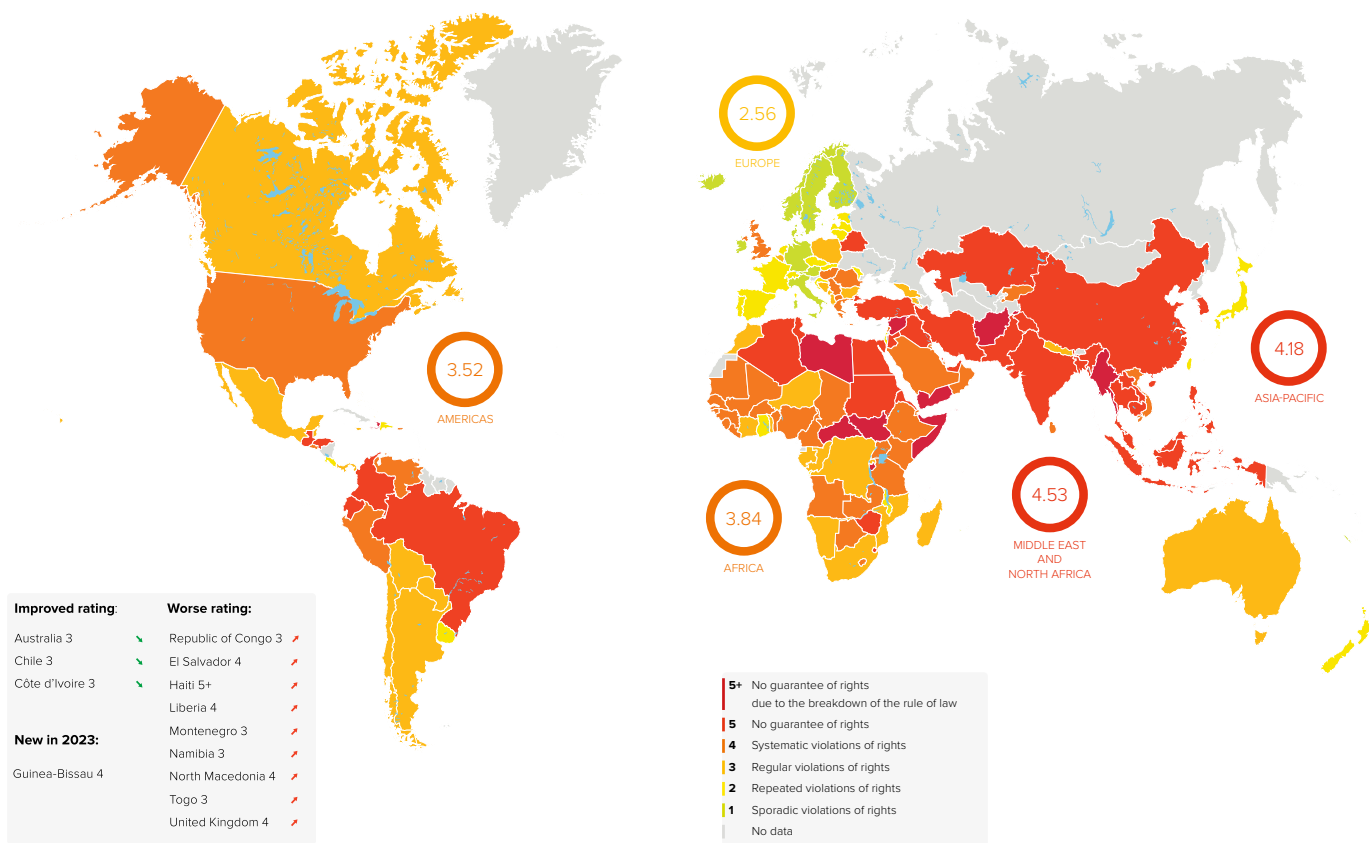 2.56
EUROPE
3.52
AMERICAS
4.18
ASIA-PACIFIC
3.84
AFRICA
4.53
MIDDLE EAST
AND
NORTH AFRICA
Improved rating:
Australia 3
Chile 3
Côte d'Ivoire 3
New in 2023:
Guinea-Bissau 4
Worse rating:
Republic of Congo 3
El Salvador 4
Haiti 5+
Liberia 4
Montenegro 3
Namibia 3
North Macedonia 4
Togo 3
United Kingdom 4
5+ No guarantee of rights
due to the breakdown of the rule of law
5 No guarantee of rights
4 Systematic violations of rights
3 Regular violations of rights
2 Repeated violations of rights
1 Sporadic violations of rights
No data